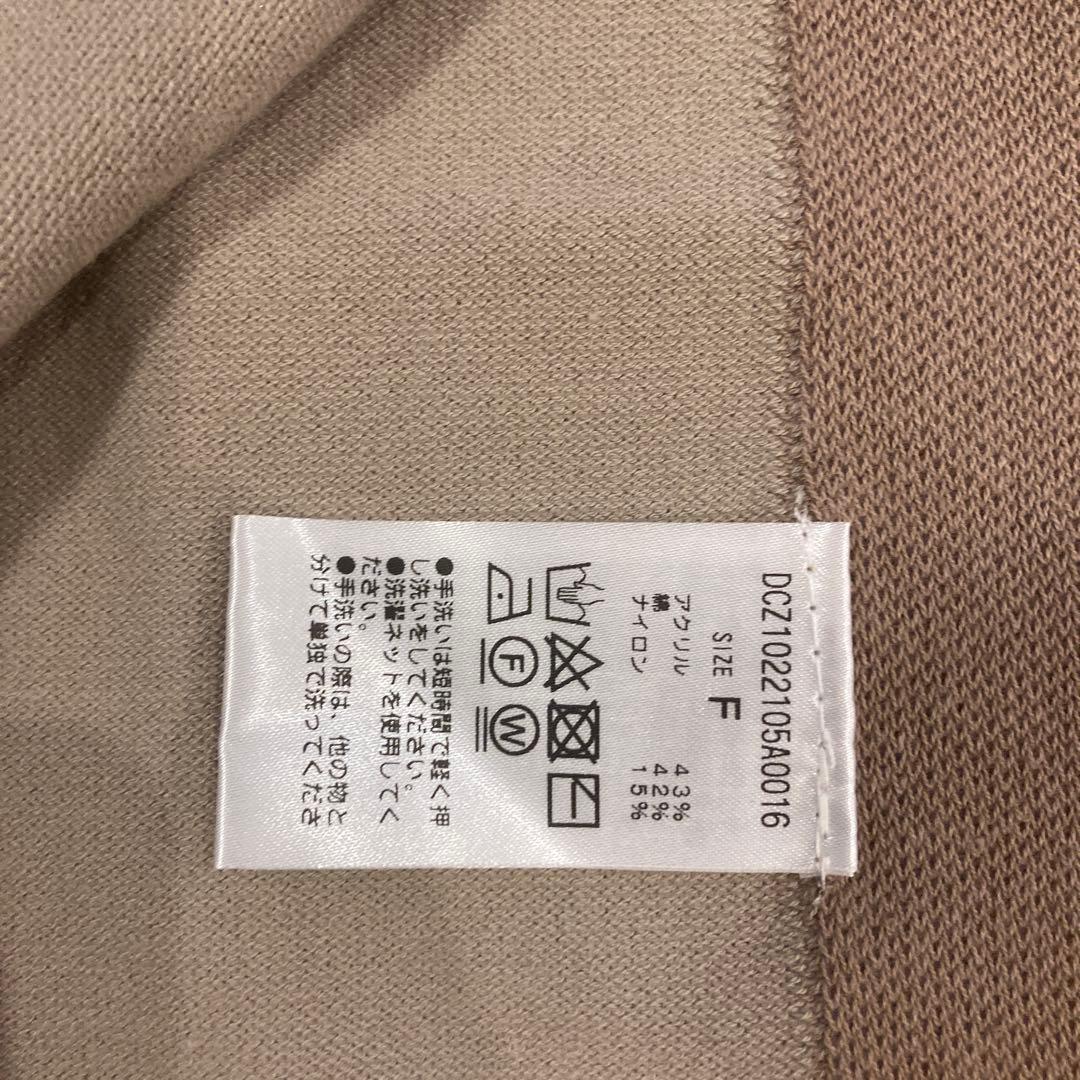 DCZ1022105A0016
SIZE F
アクリル 43%
綿 42%
ナイロン 15%
F W
●手洗いは短時間で軽く押
し洗いをしてください。
●洗濯ネットを使用してく
ださい。
●手洗いの際は、他の物と
分けて単独で洗ってくださ